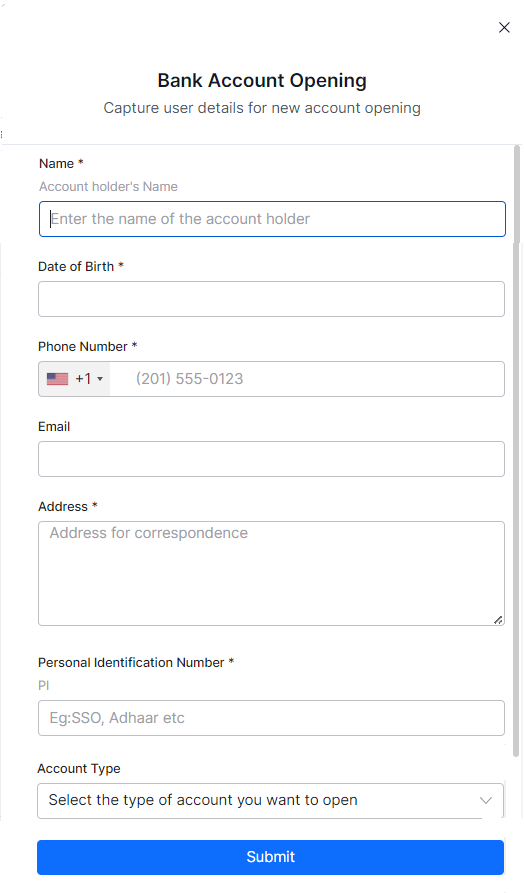 Bank Account Opening
Capture user details for new account opening
Name *
Account holder's Name
Enter the name of the account holder
Date of Birth *
Phone Number *
+1 (201) 555-0123
Email
Address *
Address for correspondence
Personal Identification Number *
PI
Eg:SSO, Adhaar etc
Account Type
Select the type of account you want to open
Submit